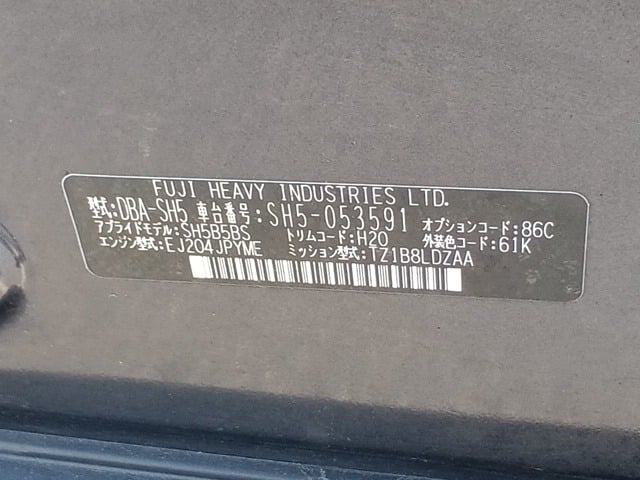 FUJI HEAVY INDUSTRIES LTD.
型式: DBA-SH5 車台番号: SH5-053591 オプションコード: 86C
アプライドモデル: SH5B5BS トリムコード: H20 外装色コード: 61K
エンジン型式: EJ204JPYME ミッション型式: TZ1B8LDZAA